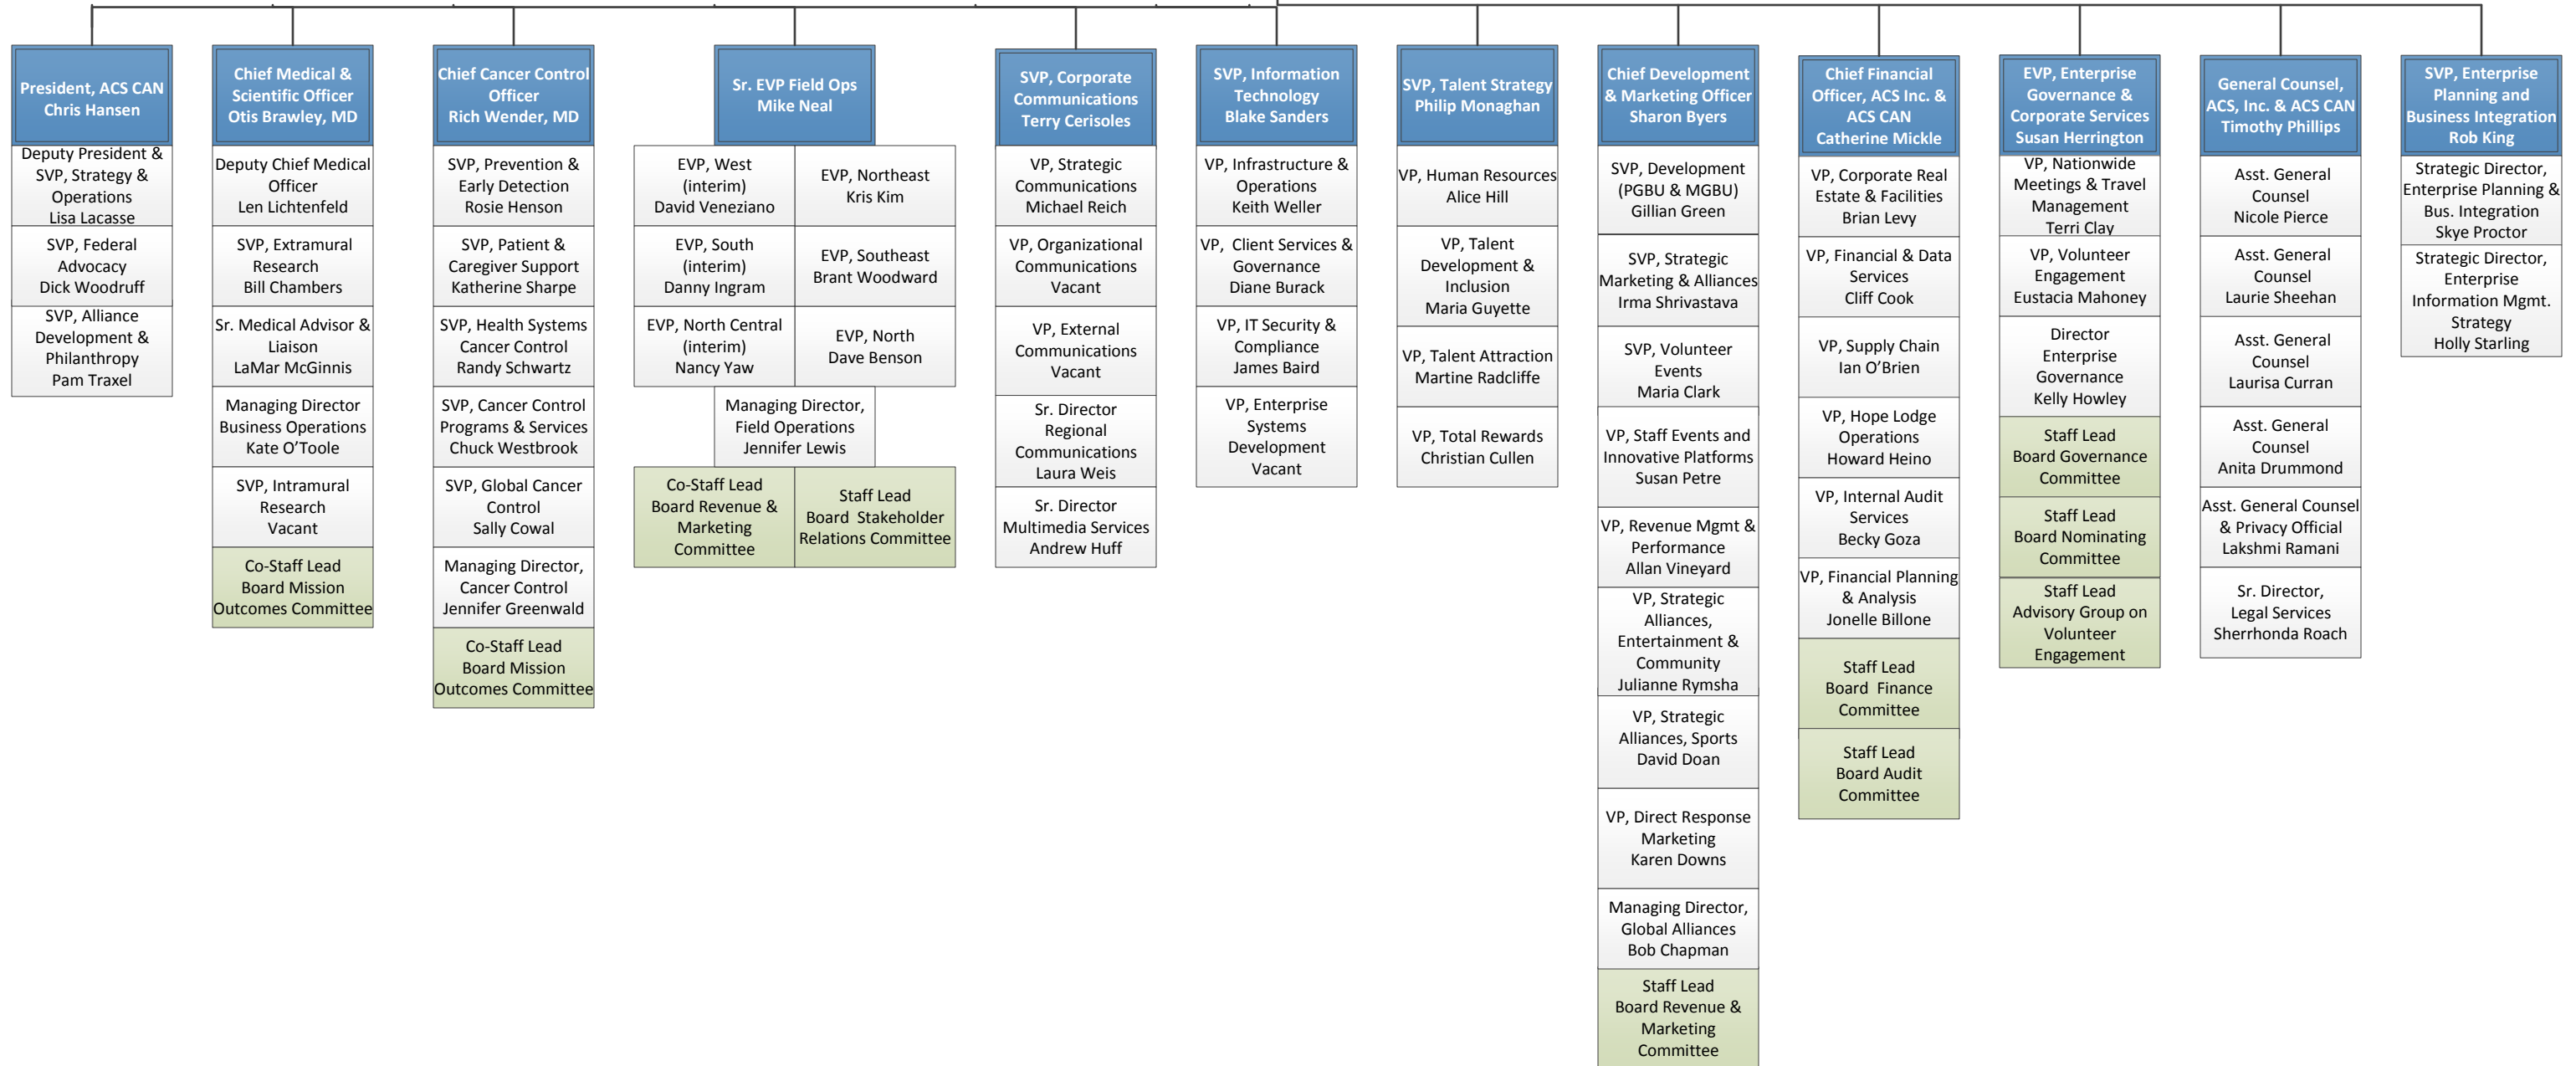 President, ACS CAN
Chris Hansen
Deputy President &
SVP, Strategy &
Operations
Lisa Lacasse
SVP, Federal
Advocacy
Dick Woodruff
SVP, Alliance
Development &
Philanthropy
Pam Traxel
Chief Medical &
Scientific Officer
Otis Brawley, MD
Deputy Chief Medical
Officer
Len Lichtenfeld
SVP, Extramural
Research
Bill Chambers
Sr. Medical Advisor &
Liaison
LaMar McGinnis
Managing Director
Business Operations
Kate O’Toole
SVP, Intramural
Research
Vacant
Co-Staff Lead
Board Mission
Outcomes Committee
Chief Cancer Control
Officer
Rich Wender, MD
SVP, Prevention &
Early Detection
Rosie Henson
SVP, Patient &
Caregiver Support
Katherine Sharpe
SVP, Health Systems
Cancer Control
Randy Schwartz
SVP, Cancer Control
Programs & Services
Chuck Westbrook
SVP, Global Cancer
Control
Sally Cowal
Managing Director,
Cancer Control
Jennifer Greenwald
Co-Staff Lead
Board Mission
Outcomes Committee
Sr. EVP Field Ops
Mike Neal
EVP, West
(interim)
David Veneziano
EVP, Northeast
Kris Kim
EVP, South
(interim)
Danny Ingram
EVP, Southeast
Brant Woodward
EVP, North Central
(interim)
Nancy Yaw
EVP, North
Dave Benson
Managing Director,
Field Operations
Jennifer Lewis
Co-Staff Lead
Board Revenue &
Marketing
Committee
Staff Lead
Board Stakeholder
Relations Committee
SVP, Corporate
Communications
Terry Cerisoles
VP, Strategic
Communications
Michael Reich
VP, Organizational
Communications
Vacant
VP, External
Communications
Vacant
Sr. Director
Regional
Communications
Laura Weis
Sr. Director
Multimedia Services
Andrew Huff
SVP, Information
Technology
Blake Sanders
VP, Infrastructure &
Operations
Keith Weller
VP, Client Services &
Governance
Diane Burack
VP, IT Security &
Compliance
James Baird
VP, Enterprise
Systems
Development
Vacant
SVP, Talent Strategy
Philip Monaghan
VP, Human Resources
Alice Hill
VP, Talent
Development &
Inclusion
Maria Guyette
VP, Talent Attraction
Martine Radcliffe
VP, Total Rewards
Christian Cullen
Chief Development
& Marketing Officer
Sharon Byers
SVP, Development
(PGBU & MGBU)
Gillian Green
SVP, Strategic
Marketing & Alliances
Irma Shrivastava
SVP, Volunteer
Events
Maria Clark
VP, Staff Events and
Innovative Platforms
Susan Petre
VP, Revenue Mgmt &
Performance
Allan Vineyard
VP, Strategic
Alliances,
Entertainment &
Community
Julianne Rymsha
VP, Strategic
Alliances, Sports
David Doan
VP, Direct Response
Marketing
Karen Downs
Managing Director,
Global Alliances
Bob Chapman
Staff Lead
Board Revenue &
Marketing
Committee
Chief Financial
Officer, ACS Inc. &
ACS CAN
Catherine Mickle
VP, Corporate Real
Estate & Facilities
Brian Levy
VP, Financial & Data
Services
Cliff Cook
VP, Supply Chain
Ian O’Brien
VP, Hope Lodge
Operations
Howard Heino
VP, Internal Audit
Services
Becky Goza
VP, Financial Planning
& Analysis
Jonelle Billone
Staff Lead
Board Finance
Committee
Staff Lead
Board Audit
Committee
EVP, Enterprise
Governance &
Corporate Services
Susan Herrington
VP, Nationwide
Meetings & Travel
Management
Terri Clay
VP, Volunteer
Engagement
Eustacia Mahoney
Director
Enterprise
Governance
Kelly Howley
Staff Lead
Board Governance
Committee
Staff Lead
Board Nominating
Committee
Staff Lead
Advisory Group on
Volunteer
Engagement
General Counsel,
ACS, Inc. & ACS CAN
Timothy Phillips
Asst. General
Counsel
Nicole Pierce
Asst. General
Counsel
Laurie Sheehan
Asst. General
Counsel
Laurisa Curran
Asst. General
Counsel
Anita Drummond
Asst. General Counsel
& Privacy Official
Lakshmi Ramani
Sr. Director,
Legal Services
Sherrhonda Roach
SVP, Enterprise
Planning and
Business Integration
Rob King
Strategic Director,
Enterprise Planning &
Bus. Integration
Skye Proctor
Strategic Director,
Enterprise
Information Mgmt.
Strategy
Holly Starling